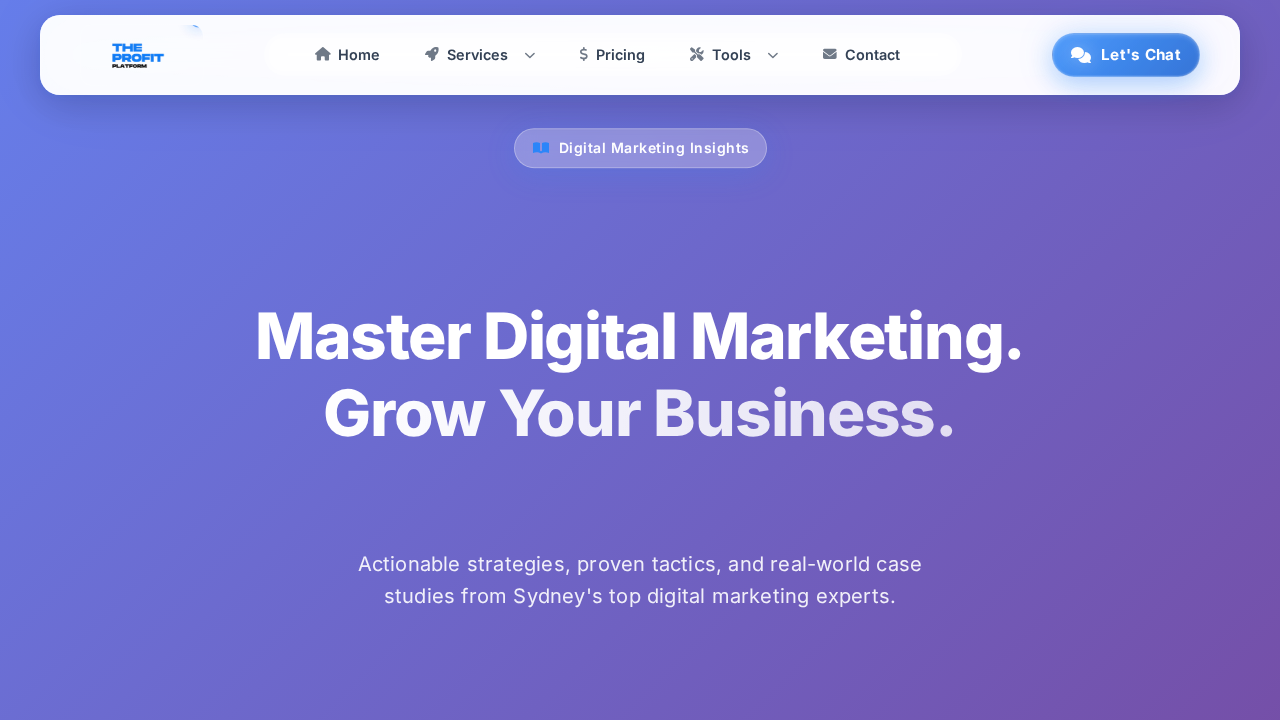 THE
PROFIT
PLATFORM
Home
Services
Pricing
Tools
Contact
Let's Chat
Digital Marketing Insights
Master Digital Marketing.
Grow Your Business.
Actionable strategies, proven tactics, and real-world case
studies from Sydney's top digital marketing experts.